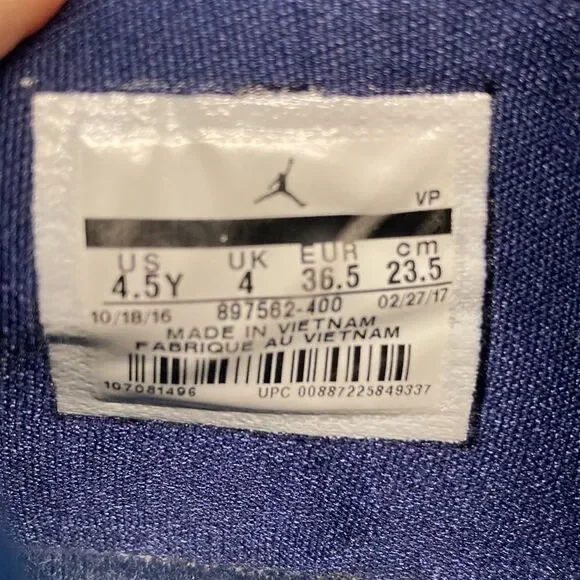 VP
US UK EUR cm
4.5Y 4 36.5 23.5
10/18/16 897562-400 02/27/17
MADE IN VIETNAM
FABRIQUE AU VIETNAM
107081496 UPC 00887225849337